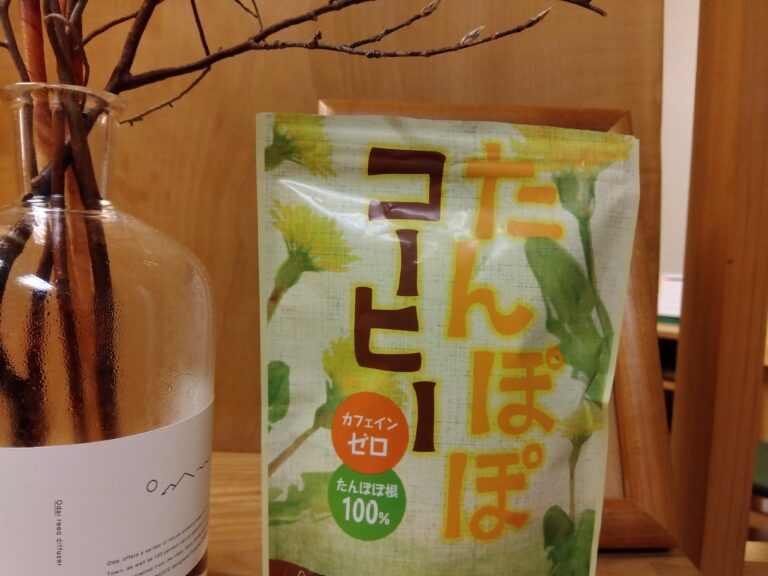 たんぽぽ
コーヒー
カフェイン
ゼロ
たんぽぽ根
100%
Odai reed diffuser